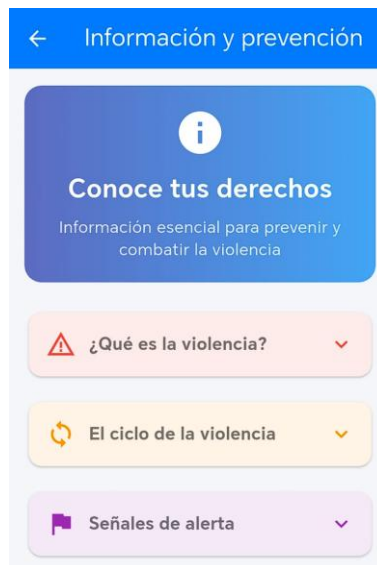 Información y prevención
Conoce tus derechos
Información esencial para prevenir y
combatir la violencia
¿Qué es la violencia?
El ciclo de la violencia
Señales de alerta